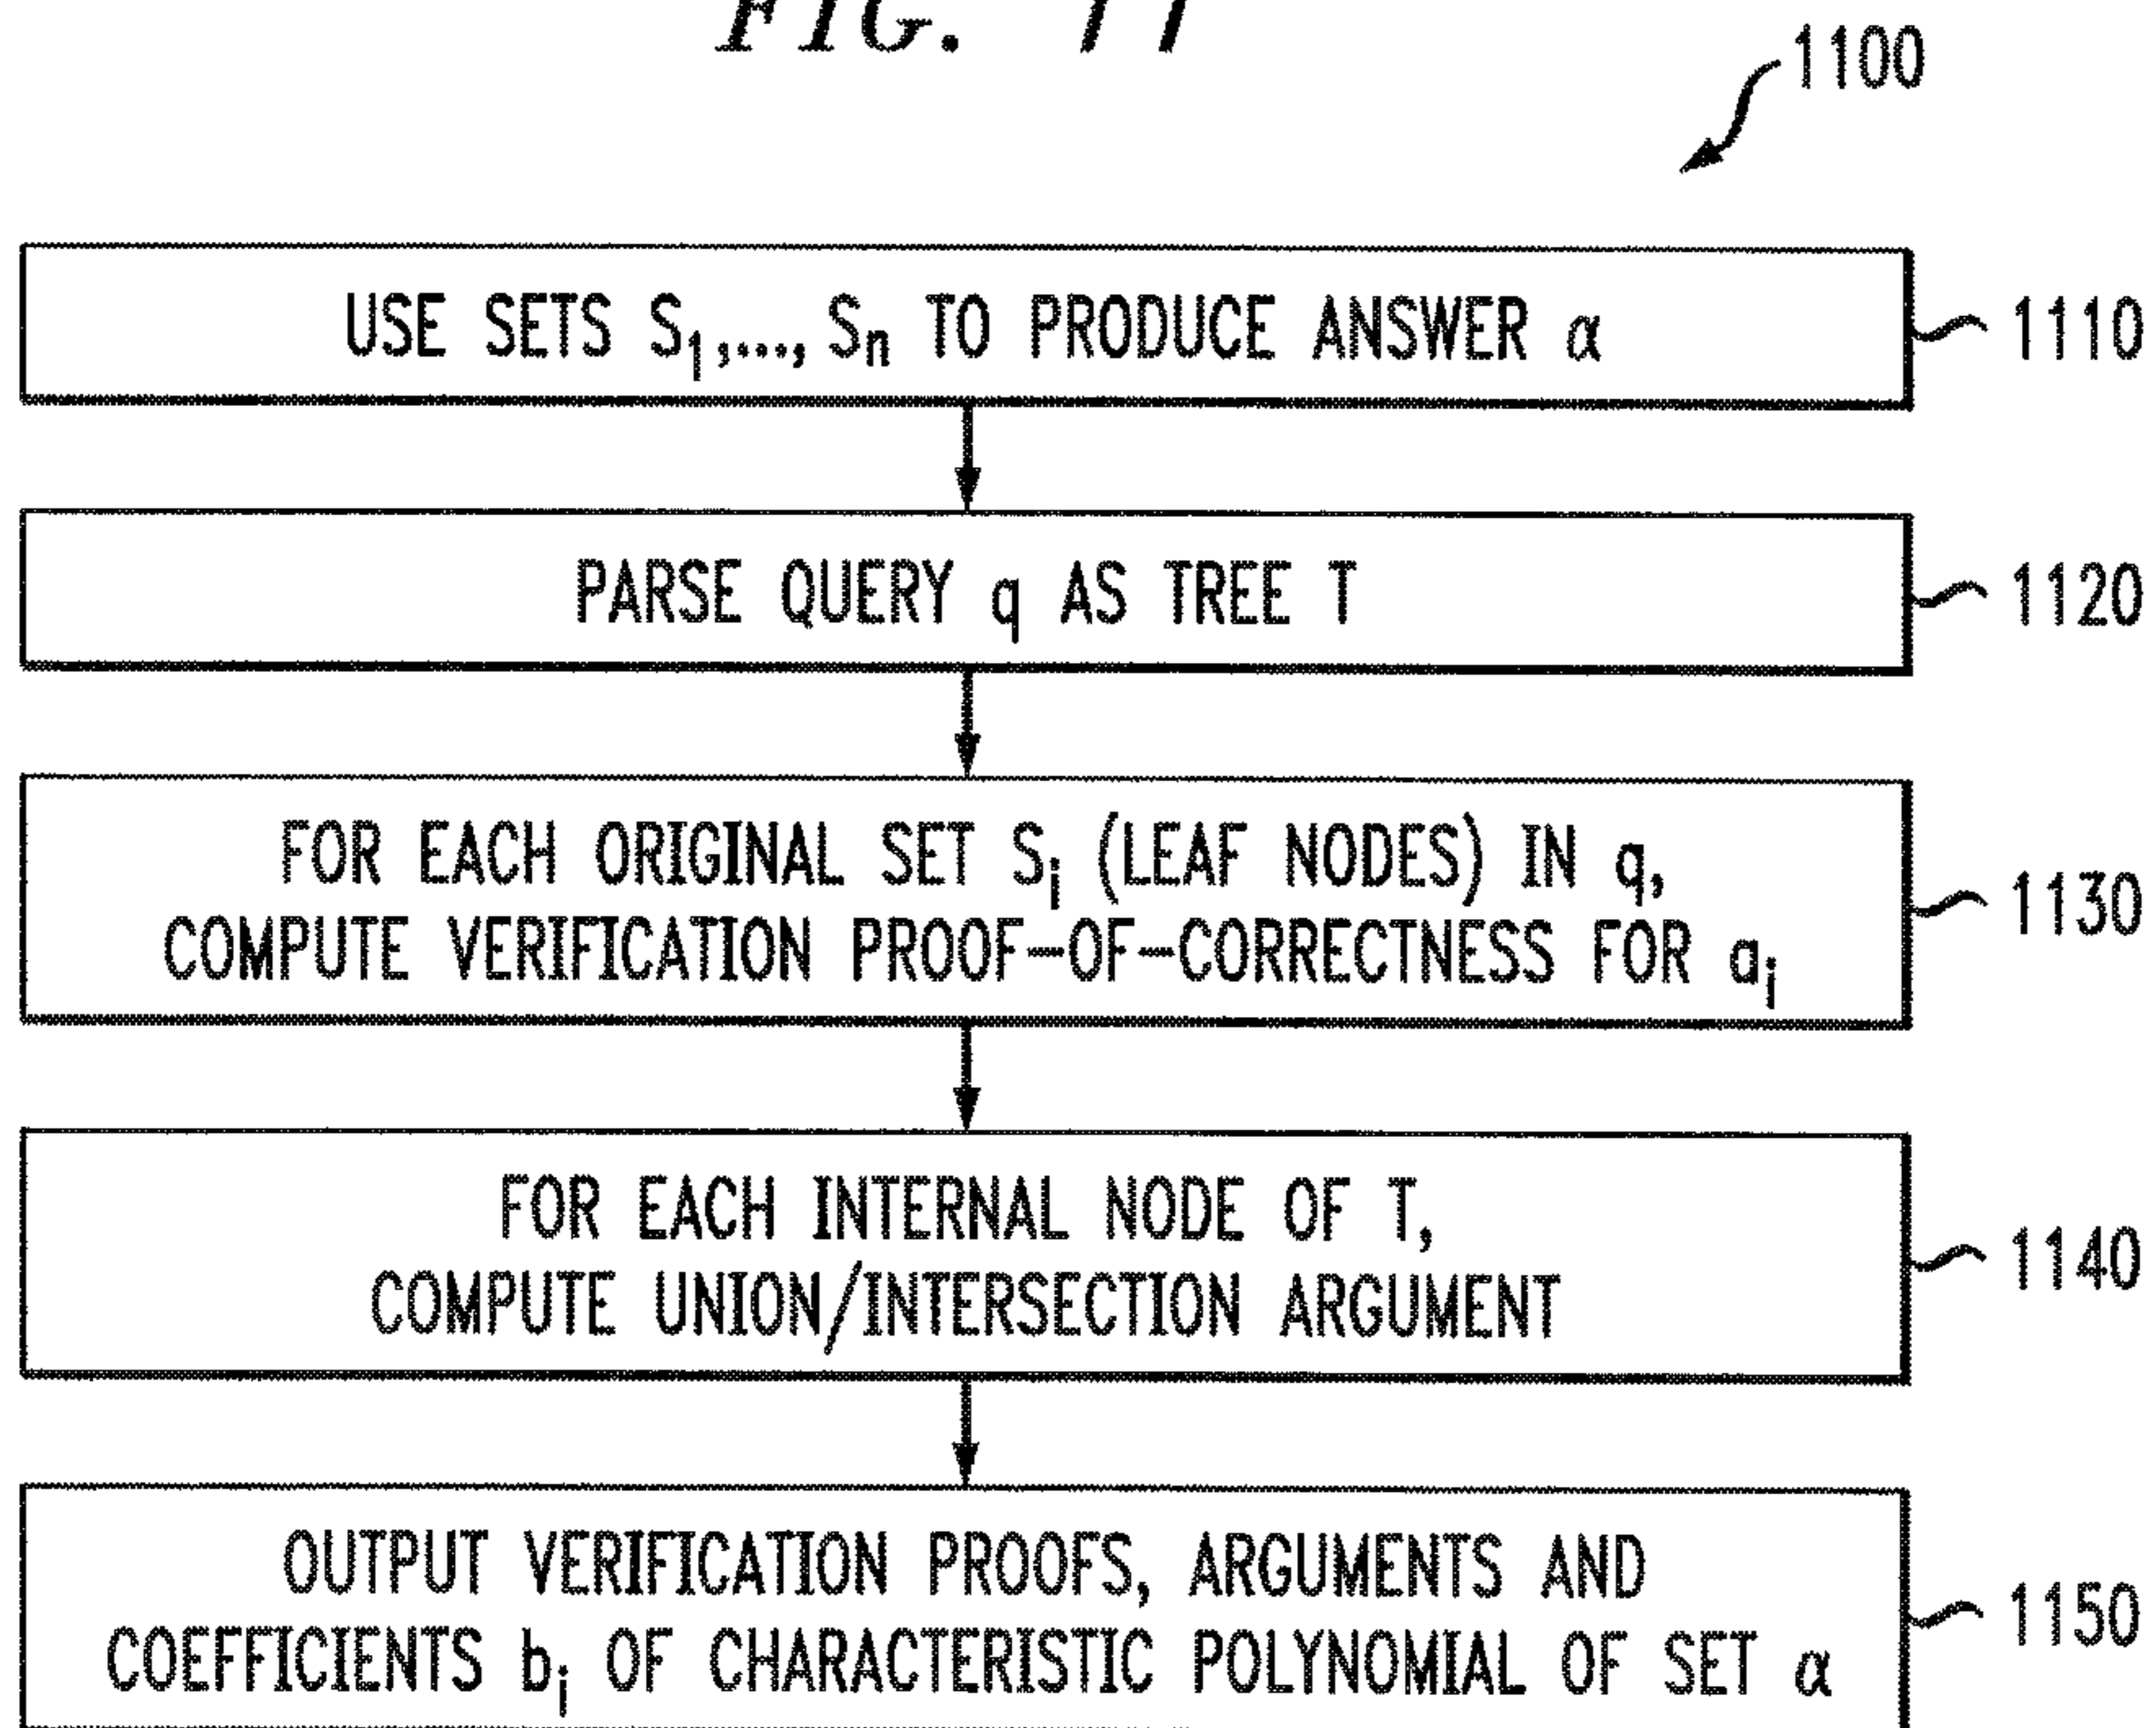 FIG. 11
1100
USE SETS S₁,..., Sₙ TO PRODUCE ANSWER α
1110
PARSE QUERY q AS TREE T
1120
FOR EACH ORIGINAL SET Sᵢ (LEAF NODES) IN q,
COMPUTE VERIFICATION PROOF-OF-CORRECTNESS FOR aᵢ
1130
FOR EACH INTERNAL NODE OF T,
COMPUTE UNION/INTERSECTION ARGUMENT
1140
OUTPUT VERIFICATION PROOFS, ARGUMENTS AND
COEFFICIENTS bᵢ OF CHARACTERISTIC POLYNOMIAL OF SET α
1150